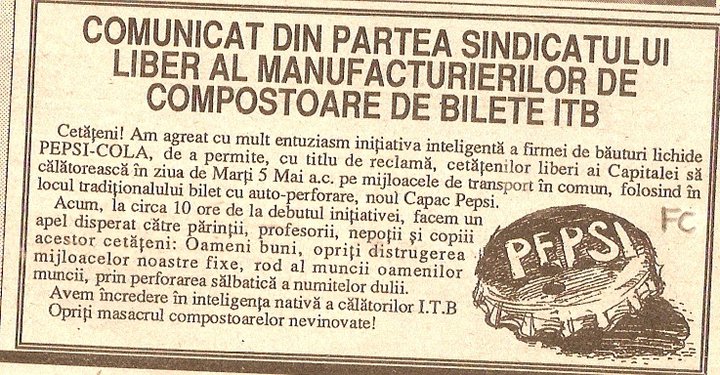 COMUNICAT DIN PARTEA SINDICATULUI
LIBER AL MANUFACTURIERILOR DE
COMPOSTOARE DE BILETE ITB
Cetăţeni! Am agreat cu mult entuziasm iniţiativa inteligentă a firmei de băuturi lichide
PEPSI-COLA, de a permite, cu titlu de reclamă, cetăţenilor liberi ai Capitalei să
călătorească în ziua de Marţi 5 Mai a.c. pe mijloacele de transport în comun, folosind în
locul tradiţionalului bilet cu auto-perforare, noul Capac Pepsi.
Acum, la circa 10 ore de la debutul iniţiativei, facem un
apel disperat către părinţii, profesorii, nepoţii şi copiii
acestor cetăţeni: Oameni buni, opriţi distrugerea
mijloacelor noastre fixe, rod al muncii oamenilor
muncii, prin perforarea sălbatică a numitelor dulii.
Avem încredere în inteligenţa nativă a călătorilor I.T.B
Opriţi masacrul compostoarelor nevinovate!
PEPSI
FC